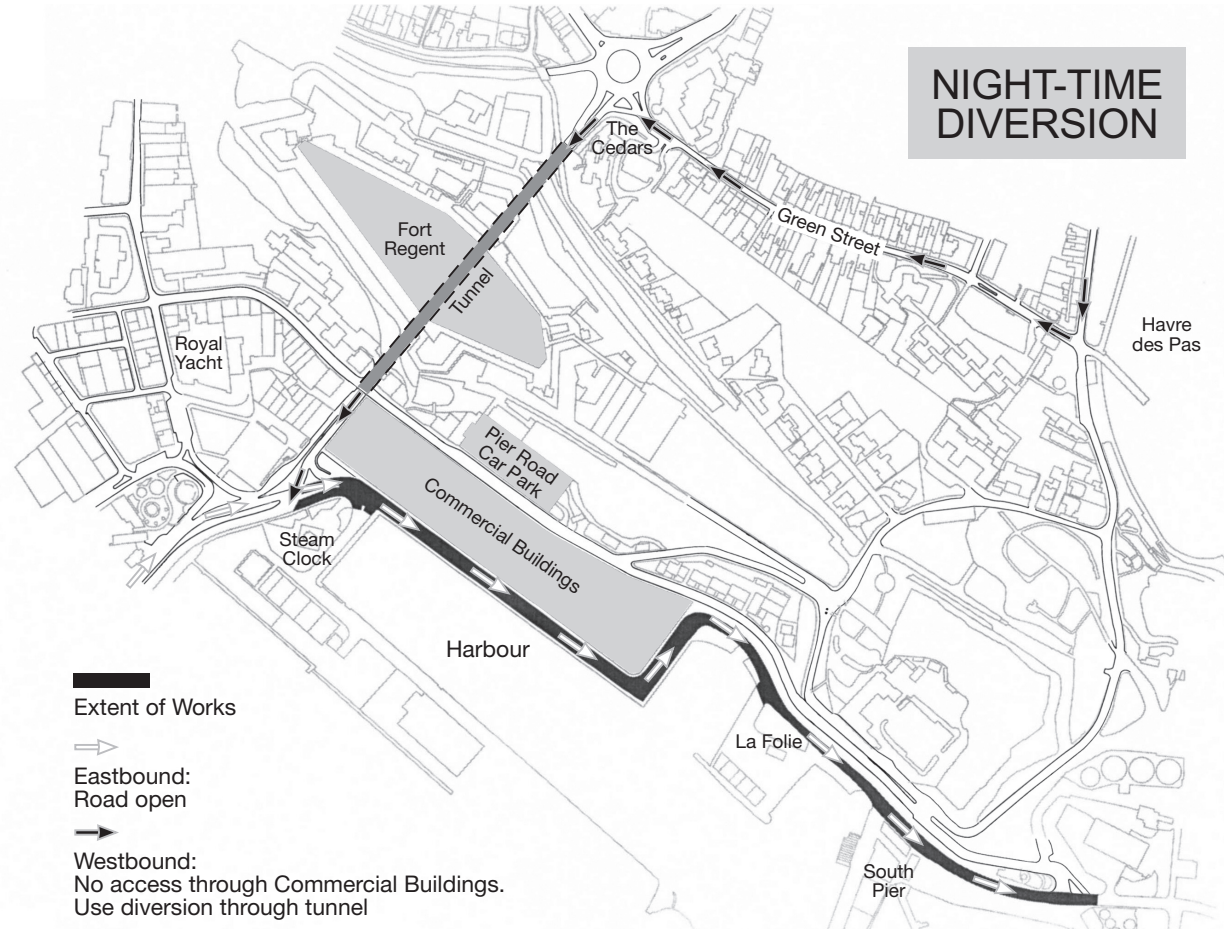 NIGHT-TIME
DIVERSION
The
Cedars
Green Street
Fort
Regent
Tunnel
Havre
des Pas
Royal
Yacht
Pier Road
Car Park
Commercial Buildings
Steam
Clock
Harbour
La Folie
South
Pier
Extent of Works
Eastbound:
Road open
Westbound:
No access through Commercial Buildings.
Use diversion through tunnel